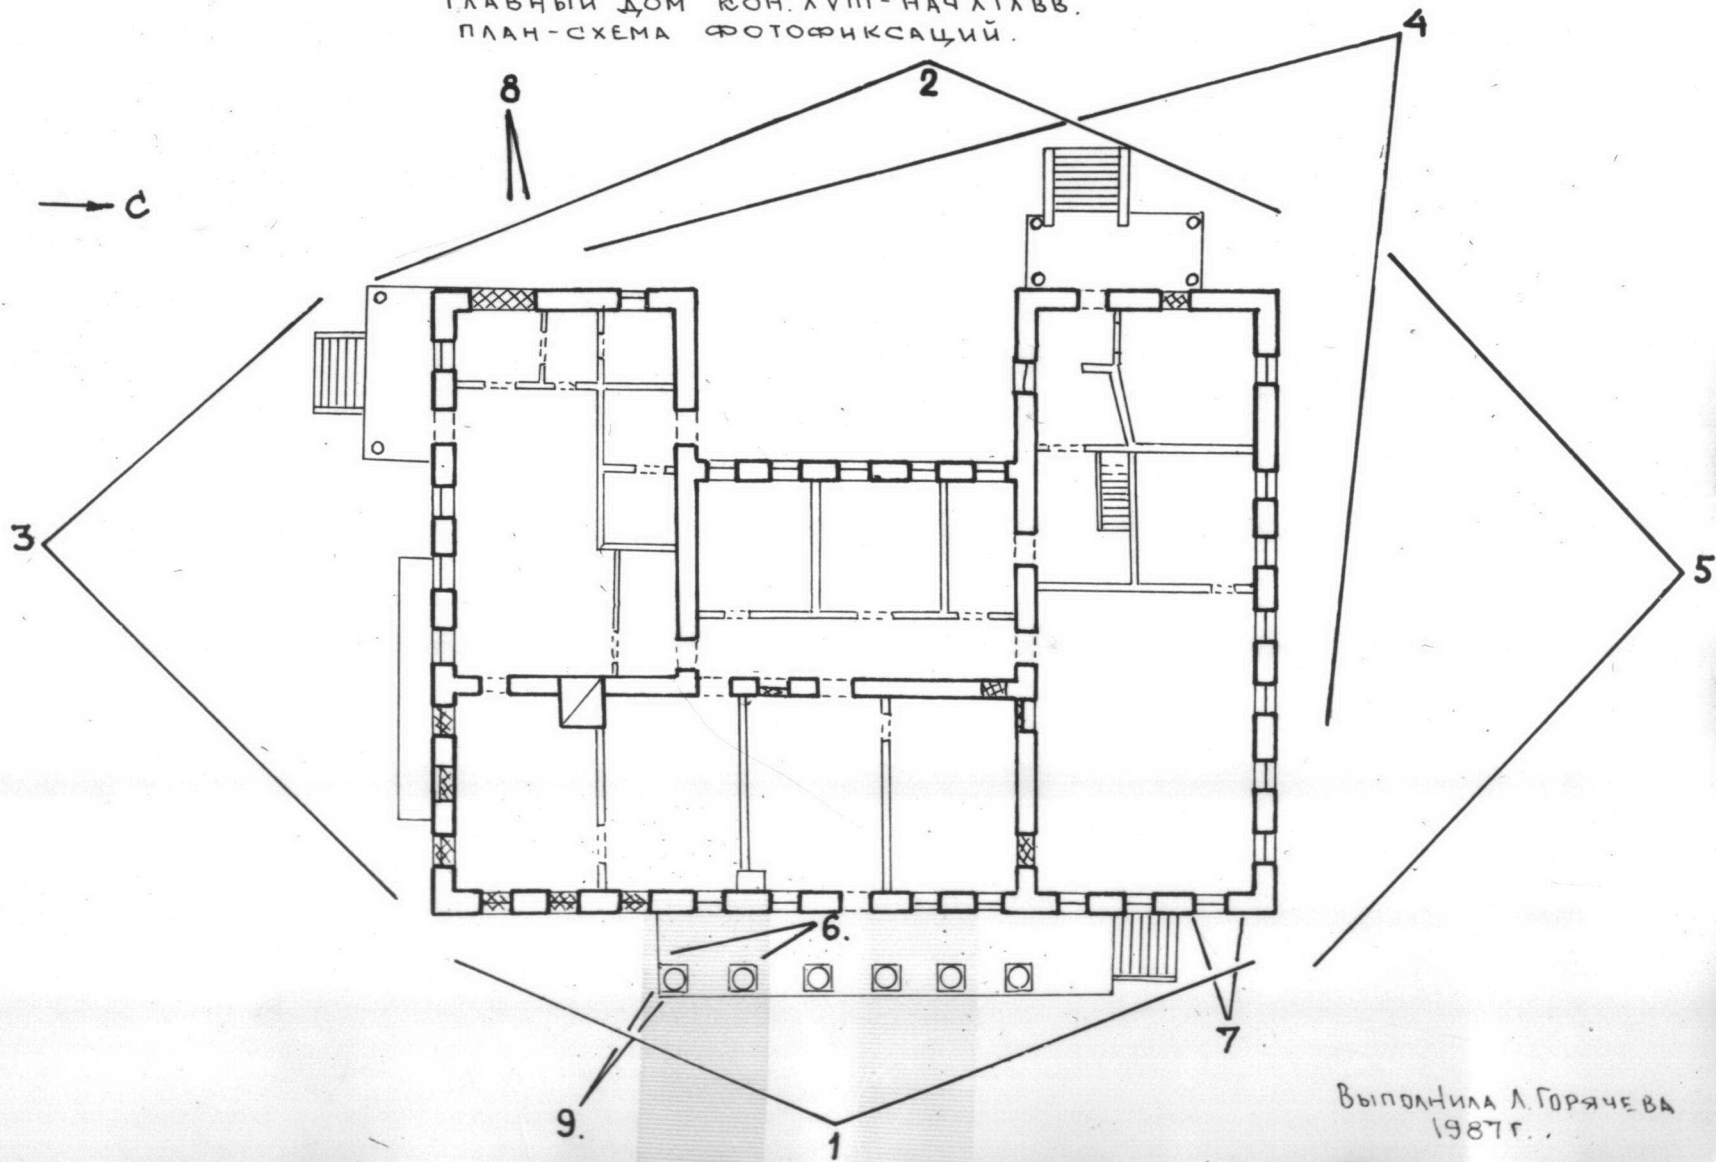 ГЛАВНЫЙ ДОМ КОН. XVIII - НАЧ XIX ВВ.
ПЛАН-СХЕМА ФОТОФИКСАЦИЙ.
4
2
8
С
3
5
6.
7
9.
1
ВЫПОЛНИЛА Л. ГОРЯЧЕВА
1987 г..